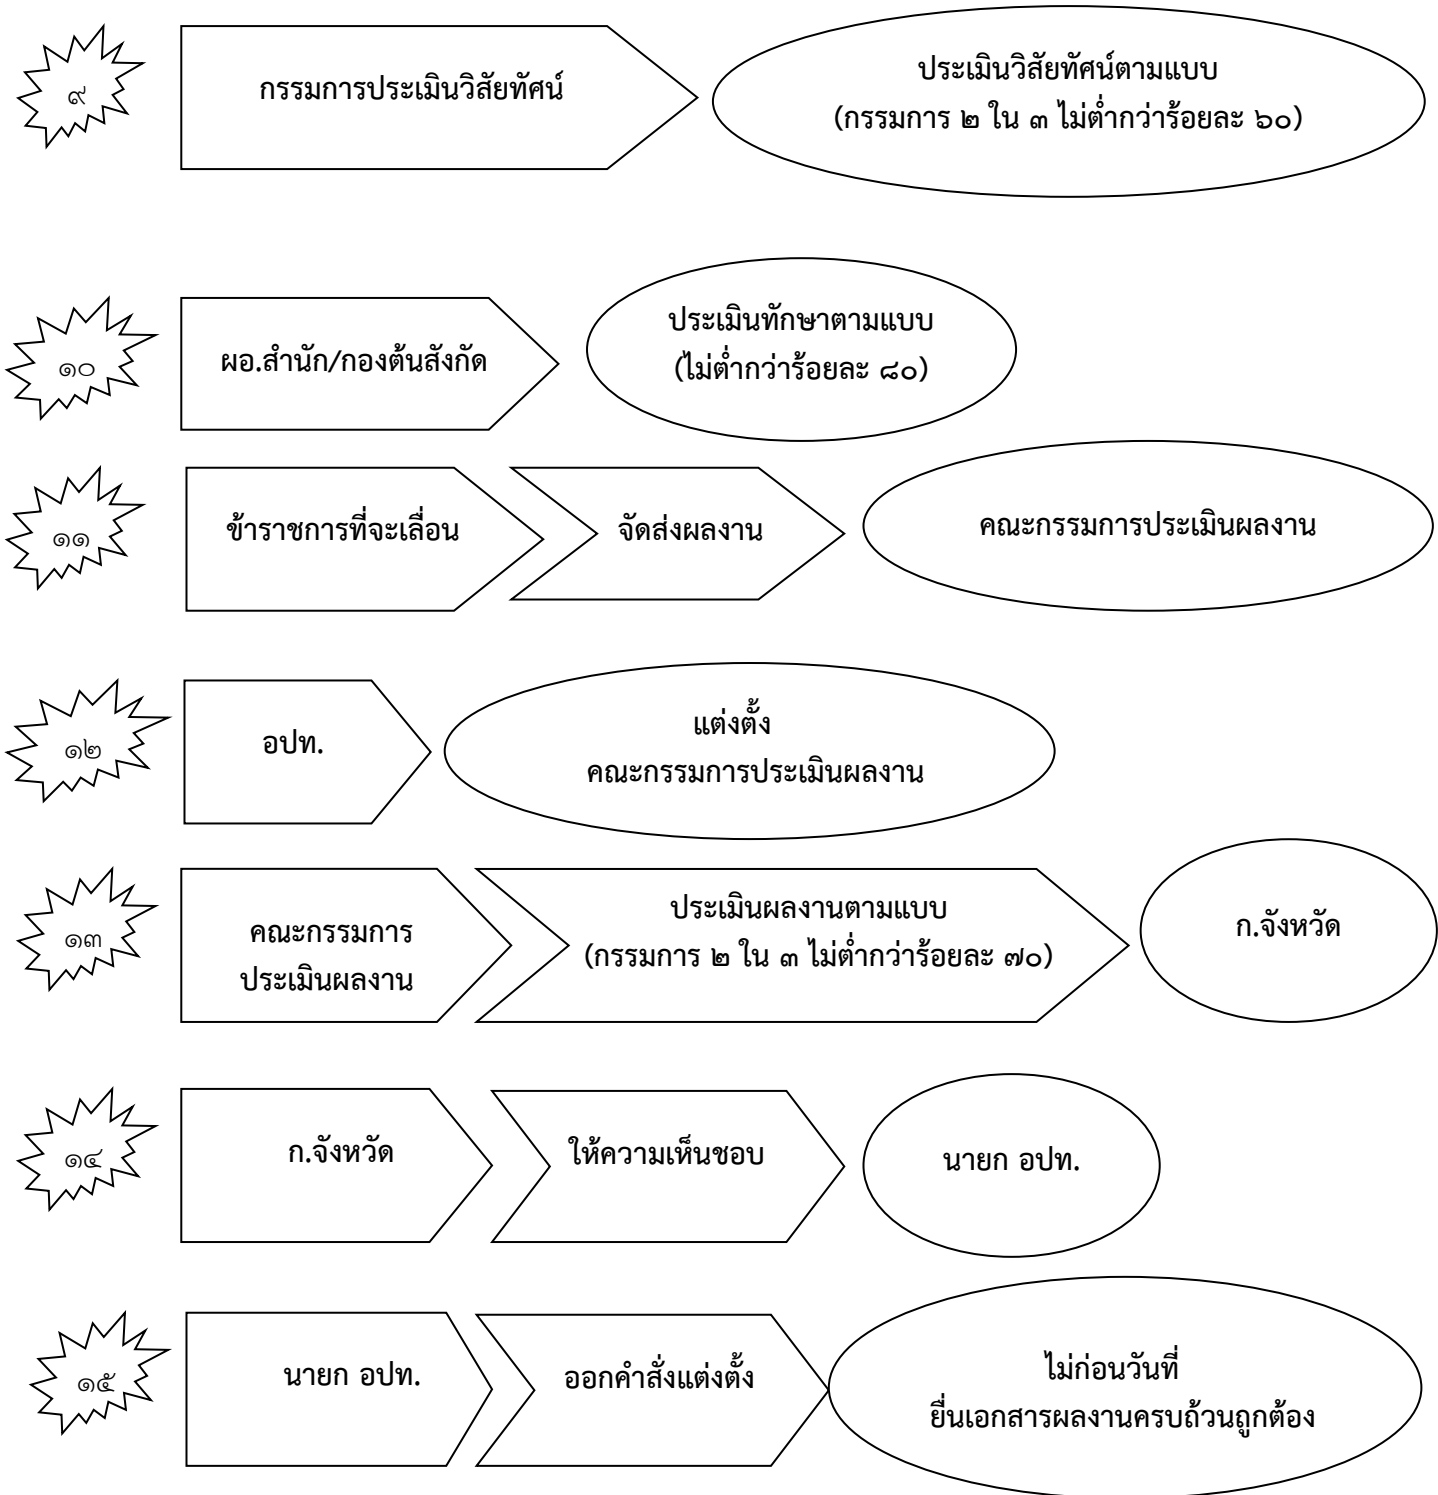 ๙
กรรมการประเมินวิสัยทัศน์
ประเมินวิสัยทัศน์ตามแบบ
(กรรมการ ๒ ใน ๓ ไม่ต่ำกว่าร้อยละ ๖๐)
๑๐
ผอ.สำนัก/กองต้นสังกัด
ประเมินทักษาตามแบบ
(ไม่ต่ำกว่าร้อยละ ๘๐)
๑๑
ข้าราชการที่จะเลื่อน
จัดส่งผลงาน
คณะกรรมการประเมินผลงาน
๑๒
อปท.
แต่งตั้ง
คณะกรรมการประเมินผลงาน
๑๓
คณะกรรมการ
ประเมินผลงาน
ประเมินผลงานตามแบบ
(กรรมการ ๒ ใน ๓ ไม่ต่ำกว่าร้อยละ ๗๐)
ก.จังหวัด
๑๔
ก.จังหวัด
ให้ความเห็นชอบ
นายก อปท.
๑๕
นายก อปท.
ออกคำสั่งแต่งตั้ง
ไม่ก่อนวันที่
ยื่นเอกสารผลงานครบถ้วนถูกต้อง